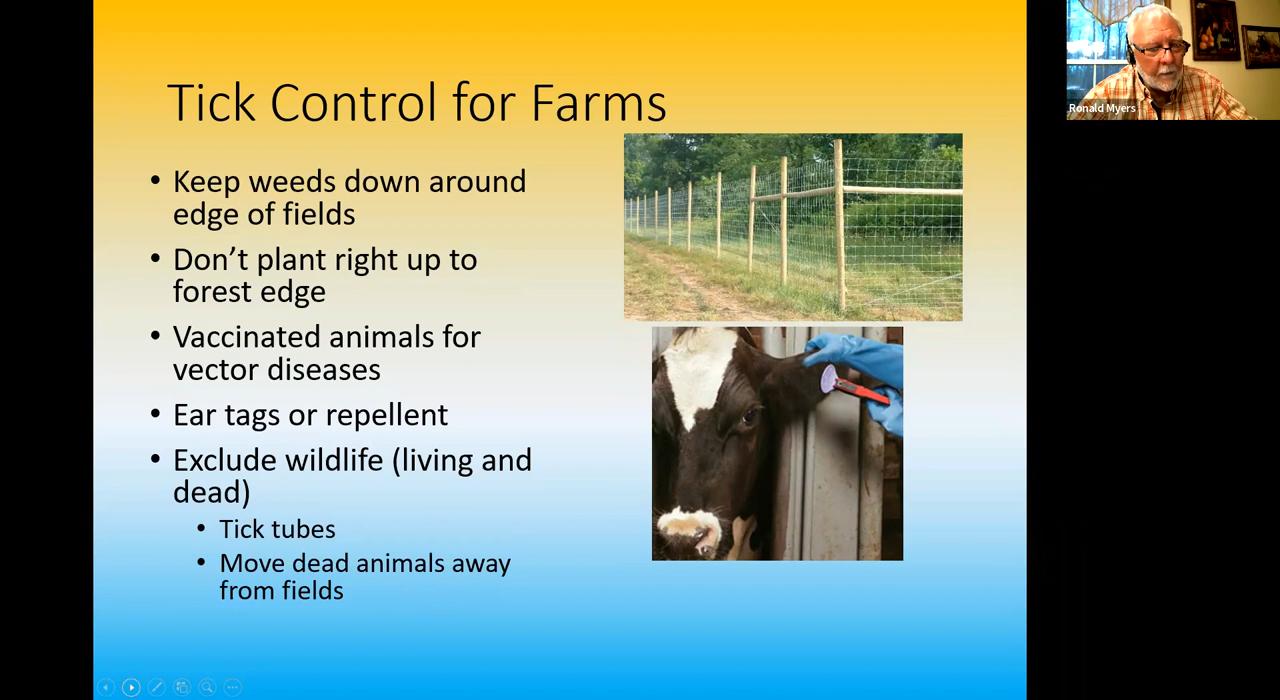 Tick Control for Farms
• Keep weeds down around
edge of fields
• Don’t plant right up to
forest edge
• Vaccinated animals for
vector diseases
• Ear tags or repellent
• Exclude wildlife (living and
dead)
• Tick tubes
• Move dead animals away
from fields
Ronald Myers